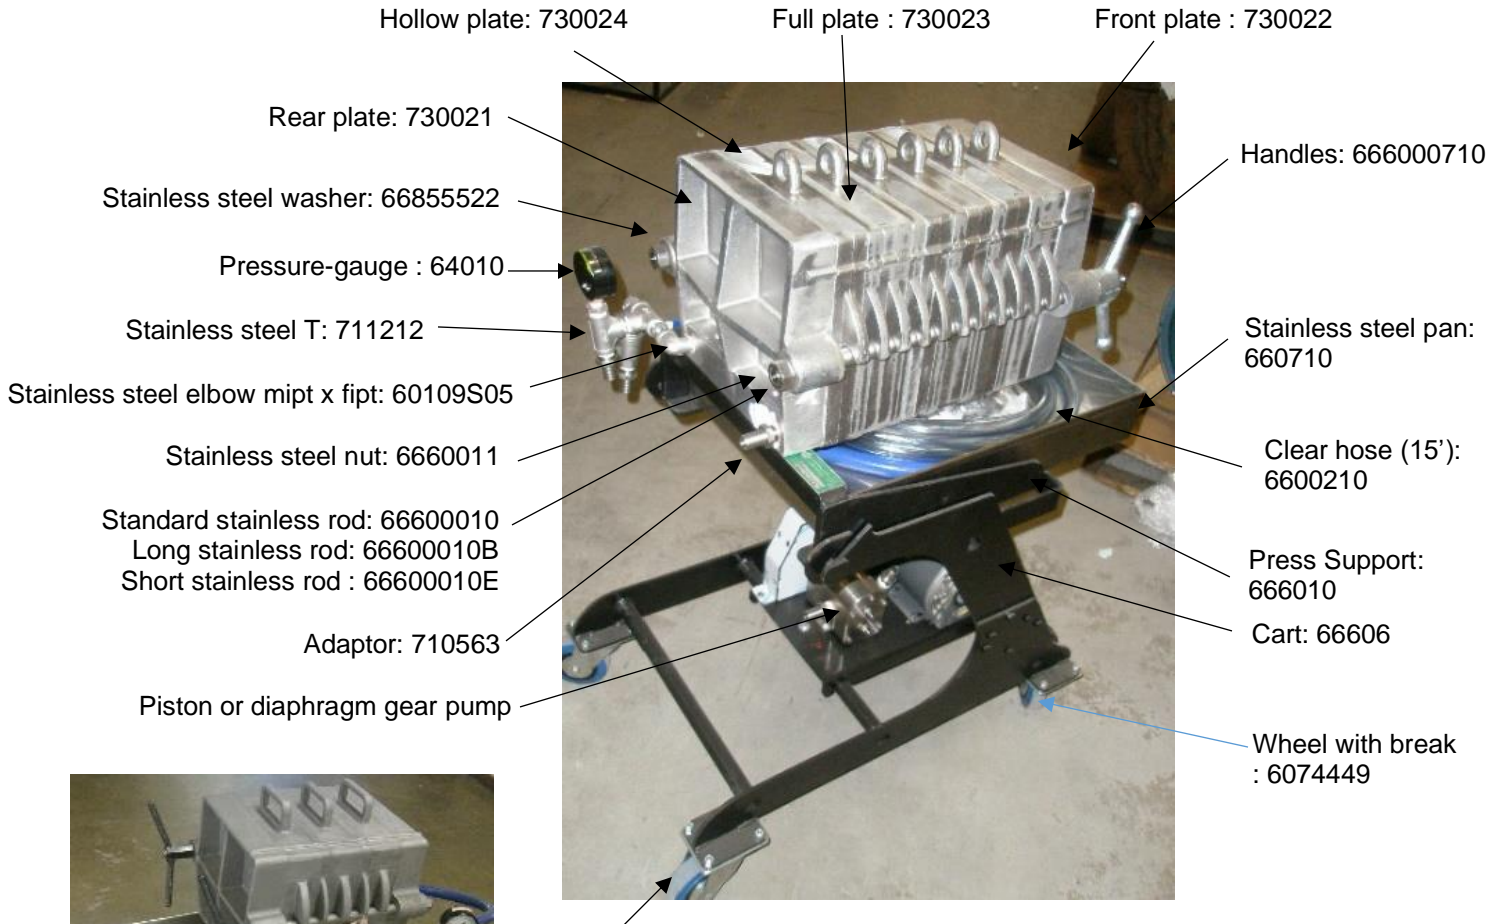 Hollow plate: 730024
Full plate : 730023
Front plate : 730022
Rear plate: 730021
Handles: 666000710
Stainless steel washer: 66855522
Pressure-gauge : 64010
Stainless steel T: 711212
Stainless steel pan:
660710
Stainless steel elbow mipt x fipt: 60109S05
Stainless steel nut: 6660011
Clear hose (15’):
6600210
Standard stainless rod: 66600010
Long stainless rod: 66600010B
Short stainless rod : 66600010E
Press Support:
666010
Adaptor: 710563
Cart: 66606
Piston or diaphragm gear pump
Wheel with break
: 6074449